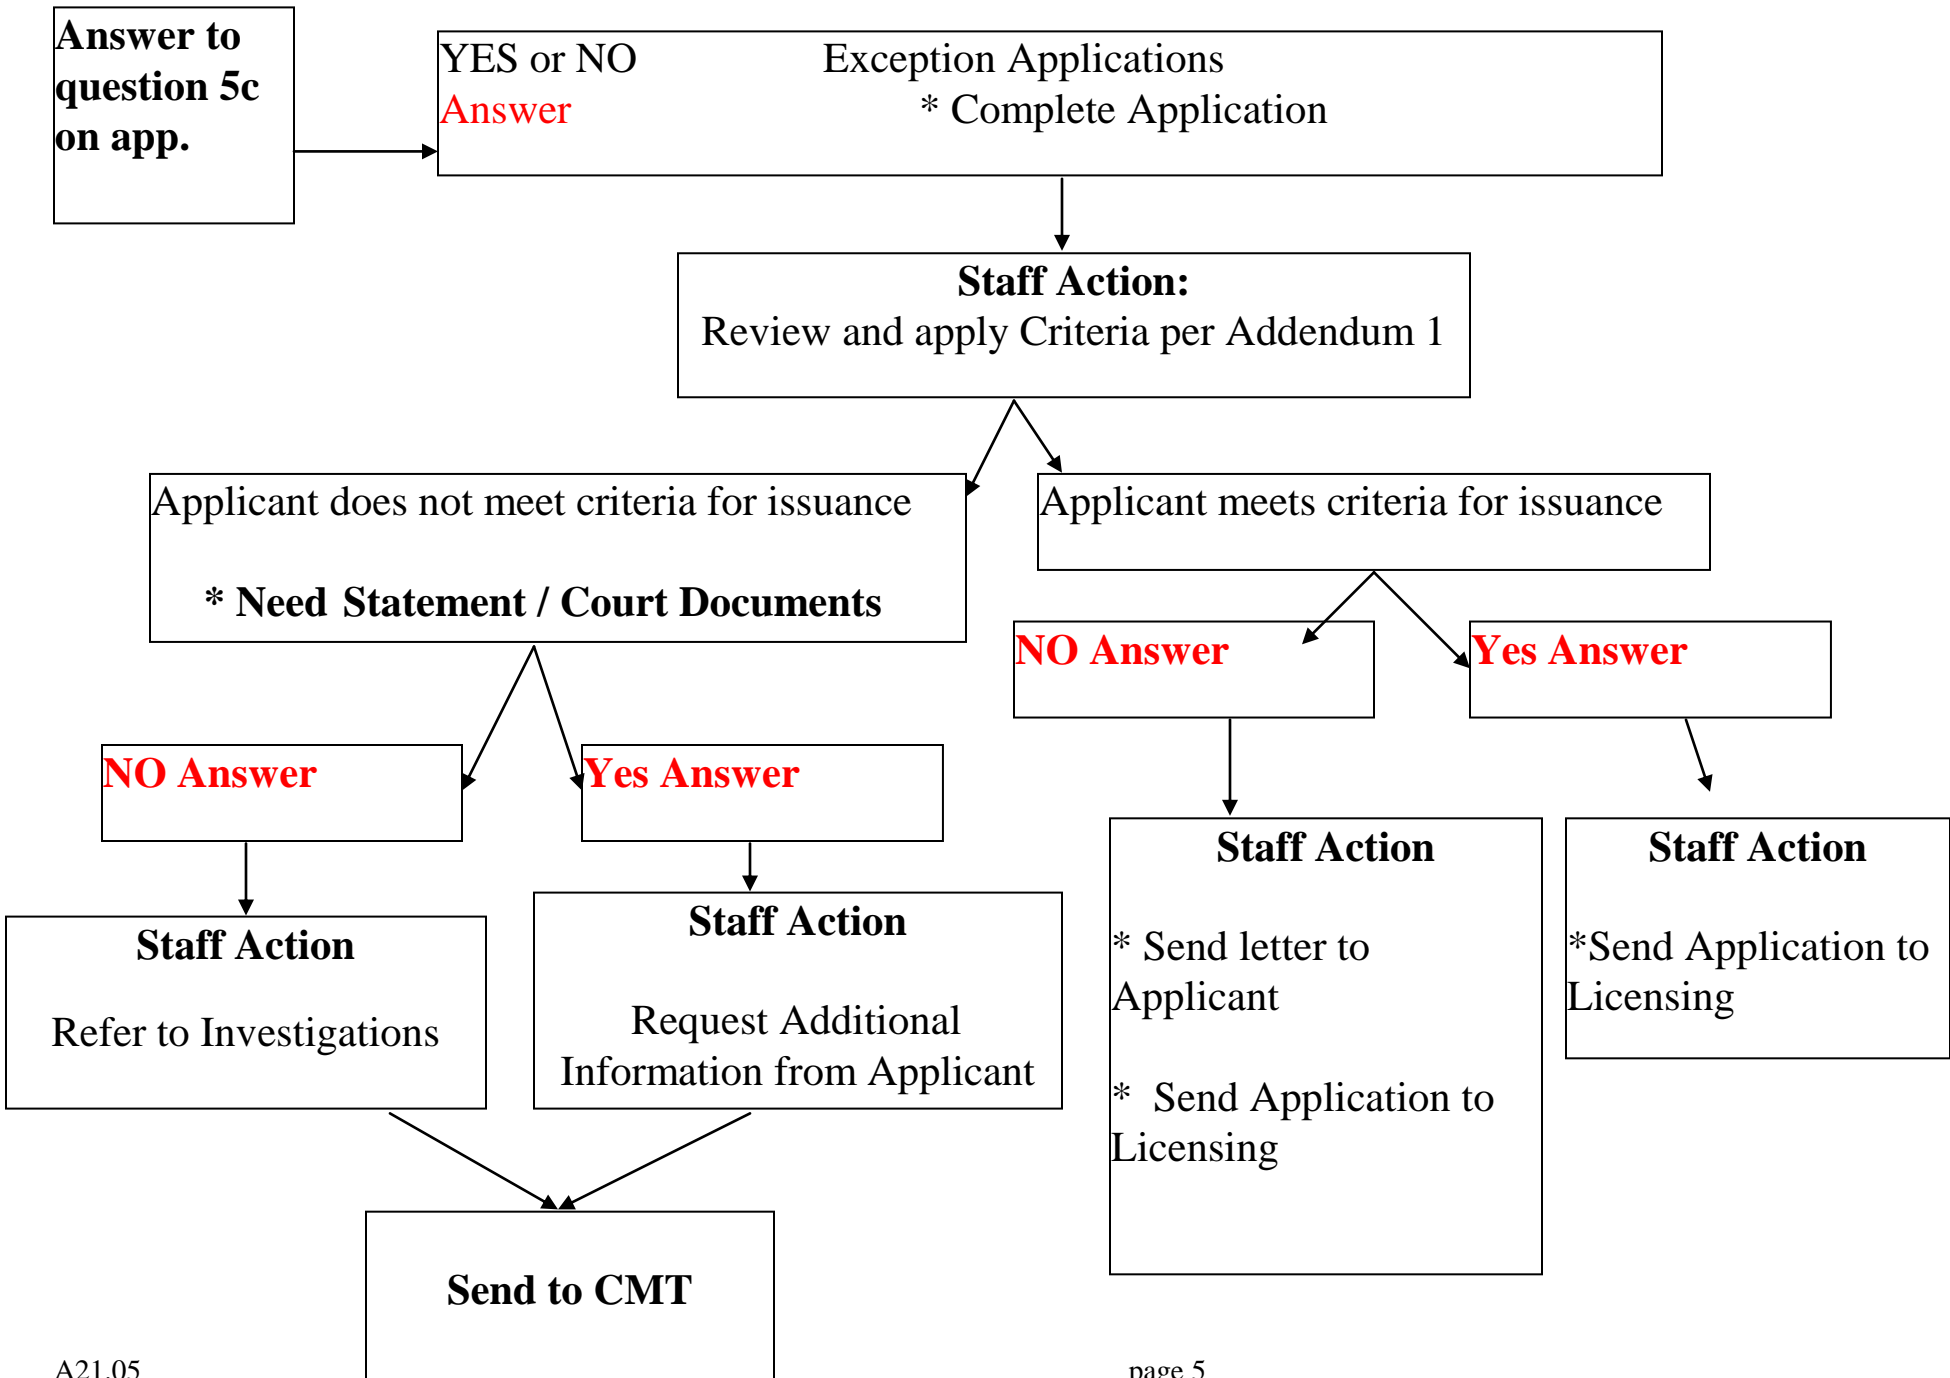 Answer to
question 5c
on app.
YES or NO Exception Applications
Answer * Complete Application
Staff Action:
Review and apply Criteria per Addendum 1
Applicant does not meet criteria for issuance
* Need Statement / Court Documents
Applicant meets criteria for issuance
NO Answer
Yes Answer
NO Answer
Yes Answer
Staff Action
Refer to Investigations
Staff Action
Request Additional
Information from Applicant
Staff Action
* Send letter to
Applicant
* Send Application to
Licensing
Staff Action
*Send Application to
Licensing
Send to CMT
A21.05
page 5